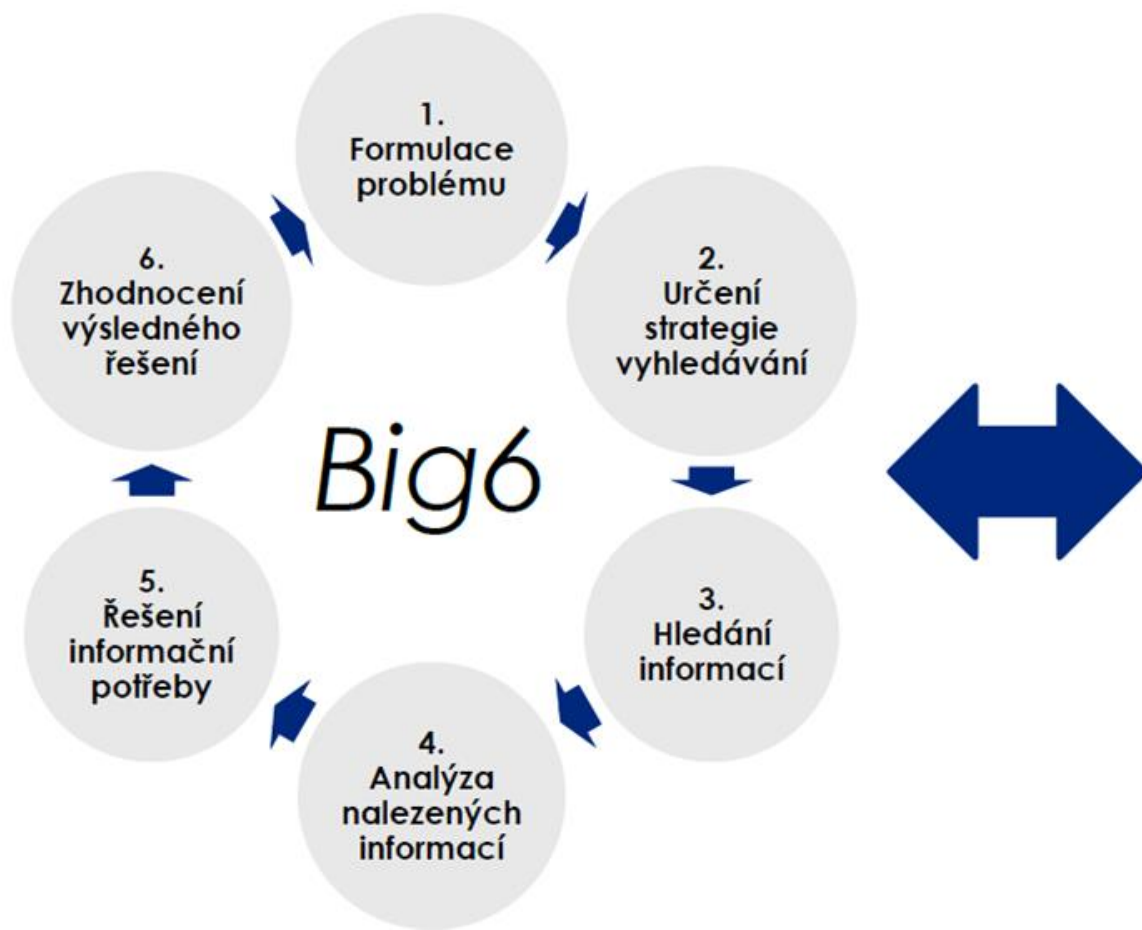 1.
Formulace
problému
2.
Určení
strategie
vyhledávání
3.
Hledání
informací
4.
Analýza
nalezených
informací
5.
Řešení
informační
potřeby
6.
Zhodnocení
výsledného
řešení
Big6